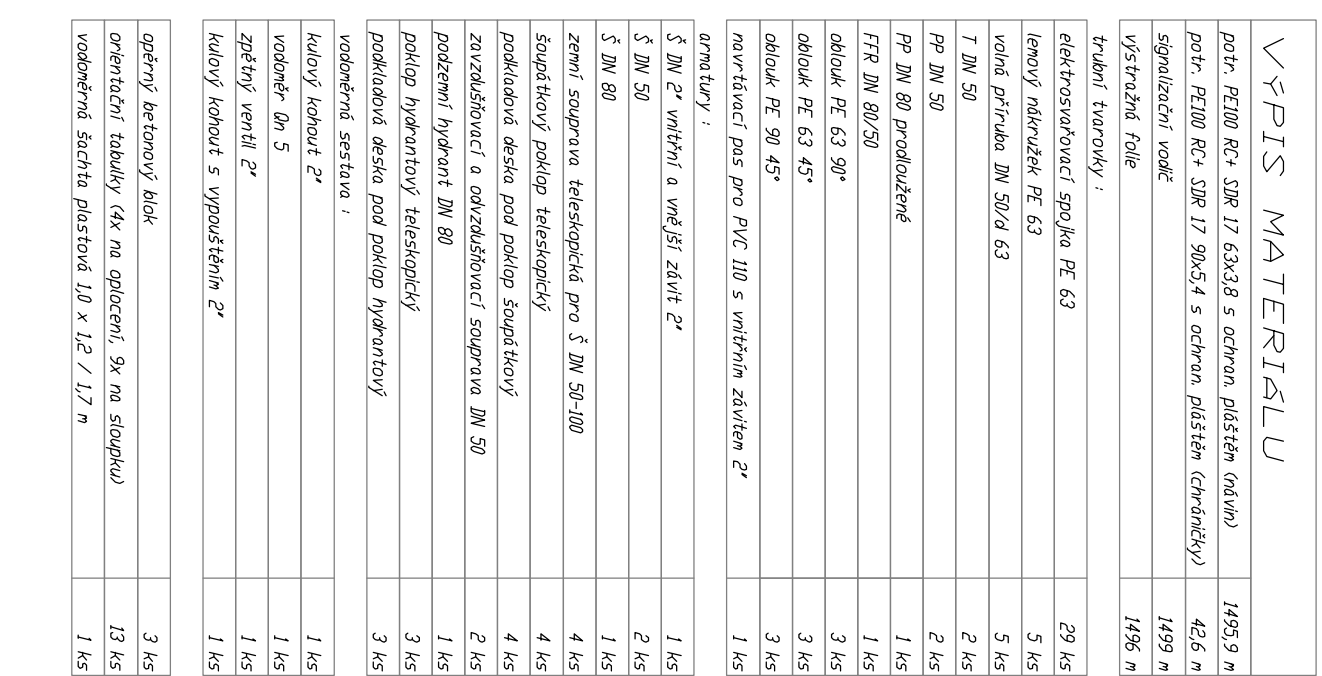 VÝPIS MATERIÁLU
potr. PE100 RC+ SDR 17 63x3,8 s ochran. pláštěm (návin) 1495,9 m
potr. PE100 RC+ SDR 17 90x5,4 s ochran. pláštěm (chráničky) 42,6 m
signalizační vodič 1499 m
výstražná folie 1496 m
trubní tvarovky :
elektrosvařovací spojka PE 63 29 ks
lemový nákružek PE 63 5 ks
volná příruba DN 50/d 63 5 ks
T DN 50 2 ks
PP DN 50 2 ks
PP DN 80 prodloužené 1 ks
FFR DN 80/50 1 ks
oblouk PE 63 90° 3 ks
oblouk PE 63 45° 3 ks
oblouk PE 90 45° 3 ks
navrtávací pas pro PVC 110 s vnitřním závitem 2" 1 ks
armatury :
Š DN 2" vnitřní a vnější závit 2" 1 ks
Š DN 50 2 ks
Š DN 80 1 ks
zemní souprava teleskopická pro Š DN 50-100 4 ks
šoupátkový poklop teleskopický 4 ks
podkladová deska pod poklop šoupátkový 4 ks
zavzdušňovací a odvzdušňovací souprava DN 50 2 ks
podzemní hydrant DN 80 1 ks
poklop hydrantový teleskopický 3 ks
podkladová deska pod poklop hydrantový 3 ks
vodoměrná sestava :
kulový kohout 2" 1 ks
vodoměr Qn 5 1 ks
zpětný ventil 2" 1 ks
kulový kohout s vypouštěním 2" 1 ks
opěrný betonový blok 3 ks
orientační tabulky (4x na oplocení, 9x na sloupku) 13 ks
vodoměrná šachta plastová 1,0 x 1,2 / 1,7 m 1 ks